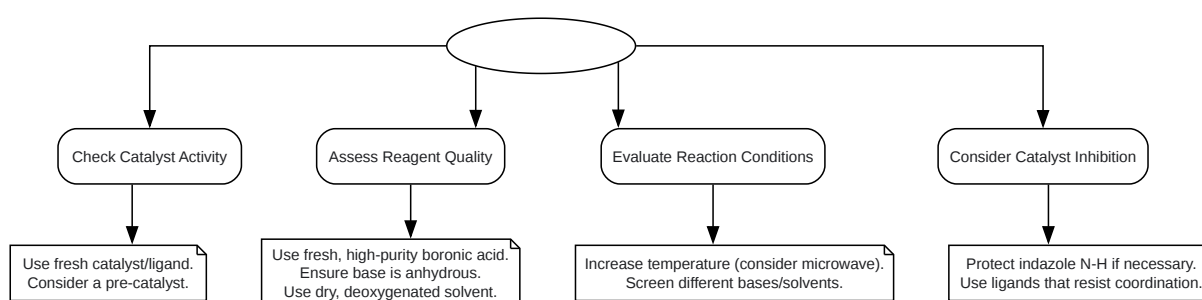 Check Catalyst Activity
Assess Reagent Quality
Evaluate Reaction Conditions
Consider Catalyst Inhibition
Use fresh catalyst/ligand.
Consider a pre-catalyst.
Use fresh, high-purity boronic acid.
Ensure base is anhydrous.
Use dry, deoxygenated solvent.
Increase temperature (consider microwave).
Screen different bases/solvents.
Protect indazole N-H if necessary.
Use ligands that resist coordination.